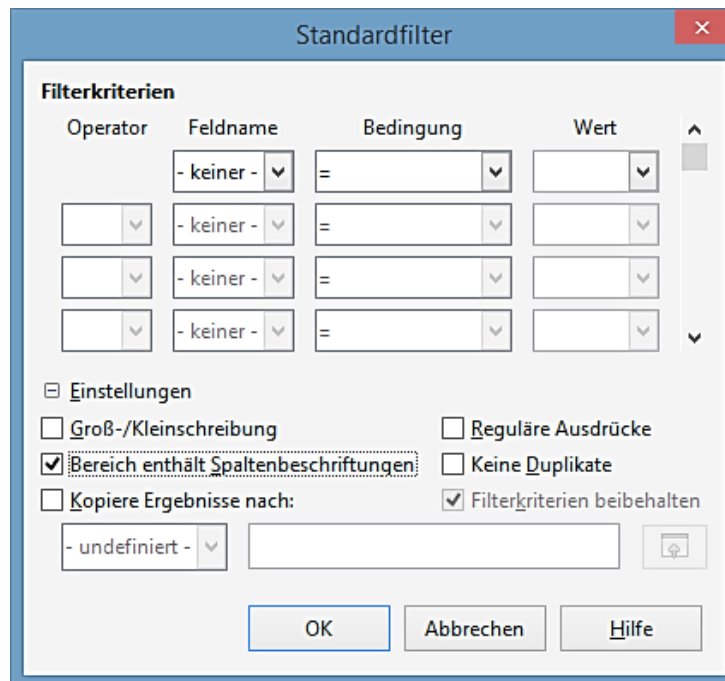 Standardfilter
Filterkriterien
Operator Feldname Bedingung Wert
- keiner - =
- keiner - =
- keiner - =
- keiner - =
Einstellungen
Groß-/Kleinschreibung Reguläre Ausdrücke
Bereich enthält Spaltenbeschriftungen Keine Duplikate
Kopiere Ergebnisse nach: Filterkriterien beibehalten
- undefiniert -
OK Abbrechen Hilfe